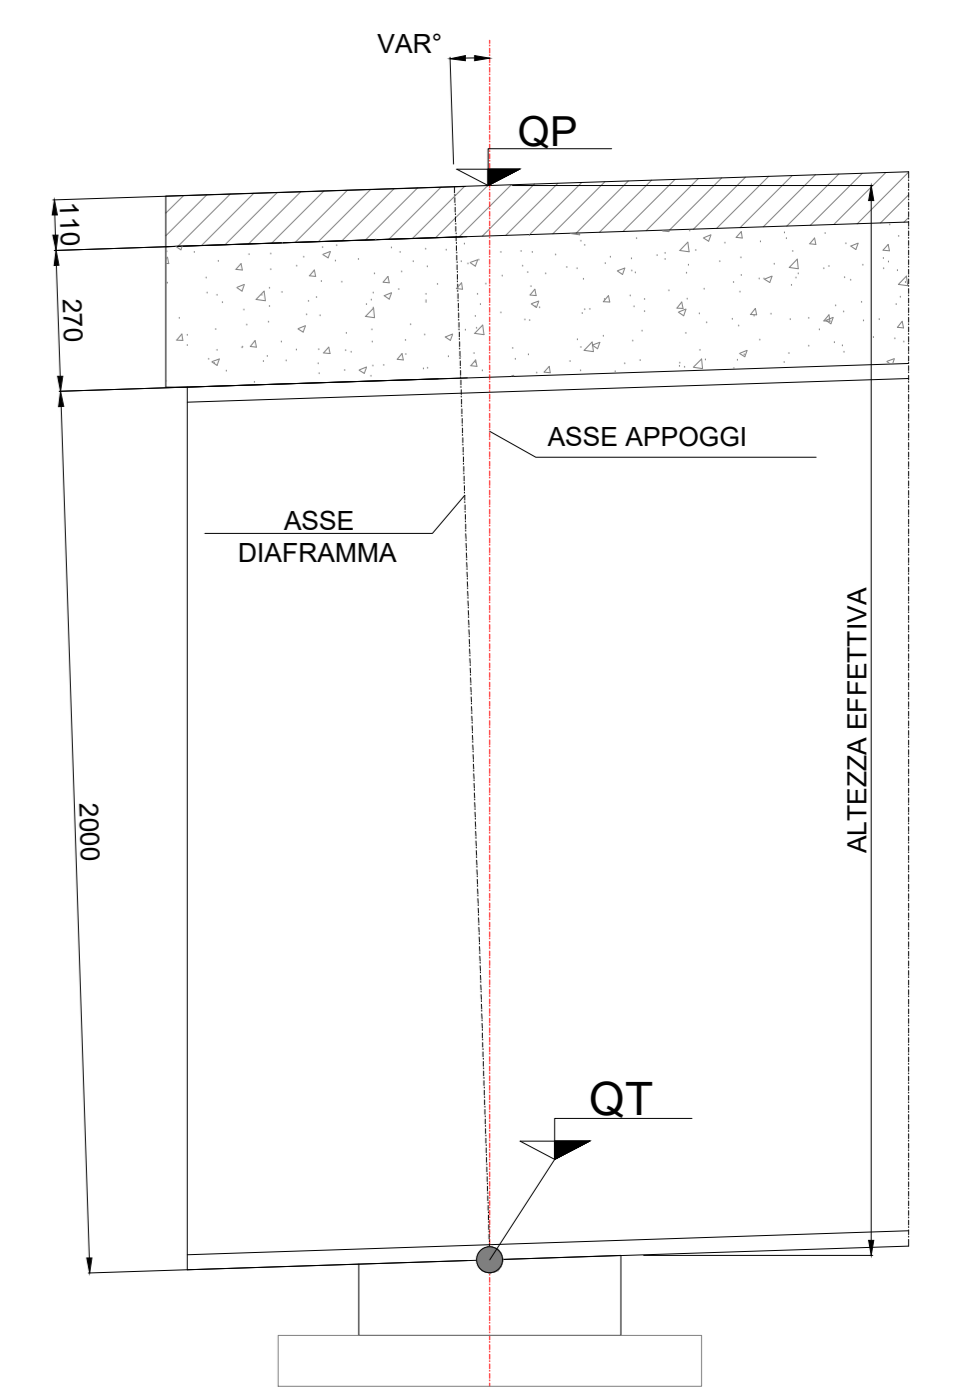 VAR°
QP
110
270
ASSE APPOGGI
ASSE
DIAFRAMMA
ALTEZZA EFFETTIVA
2000
QT